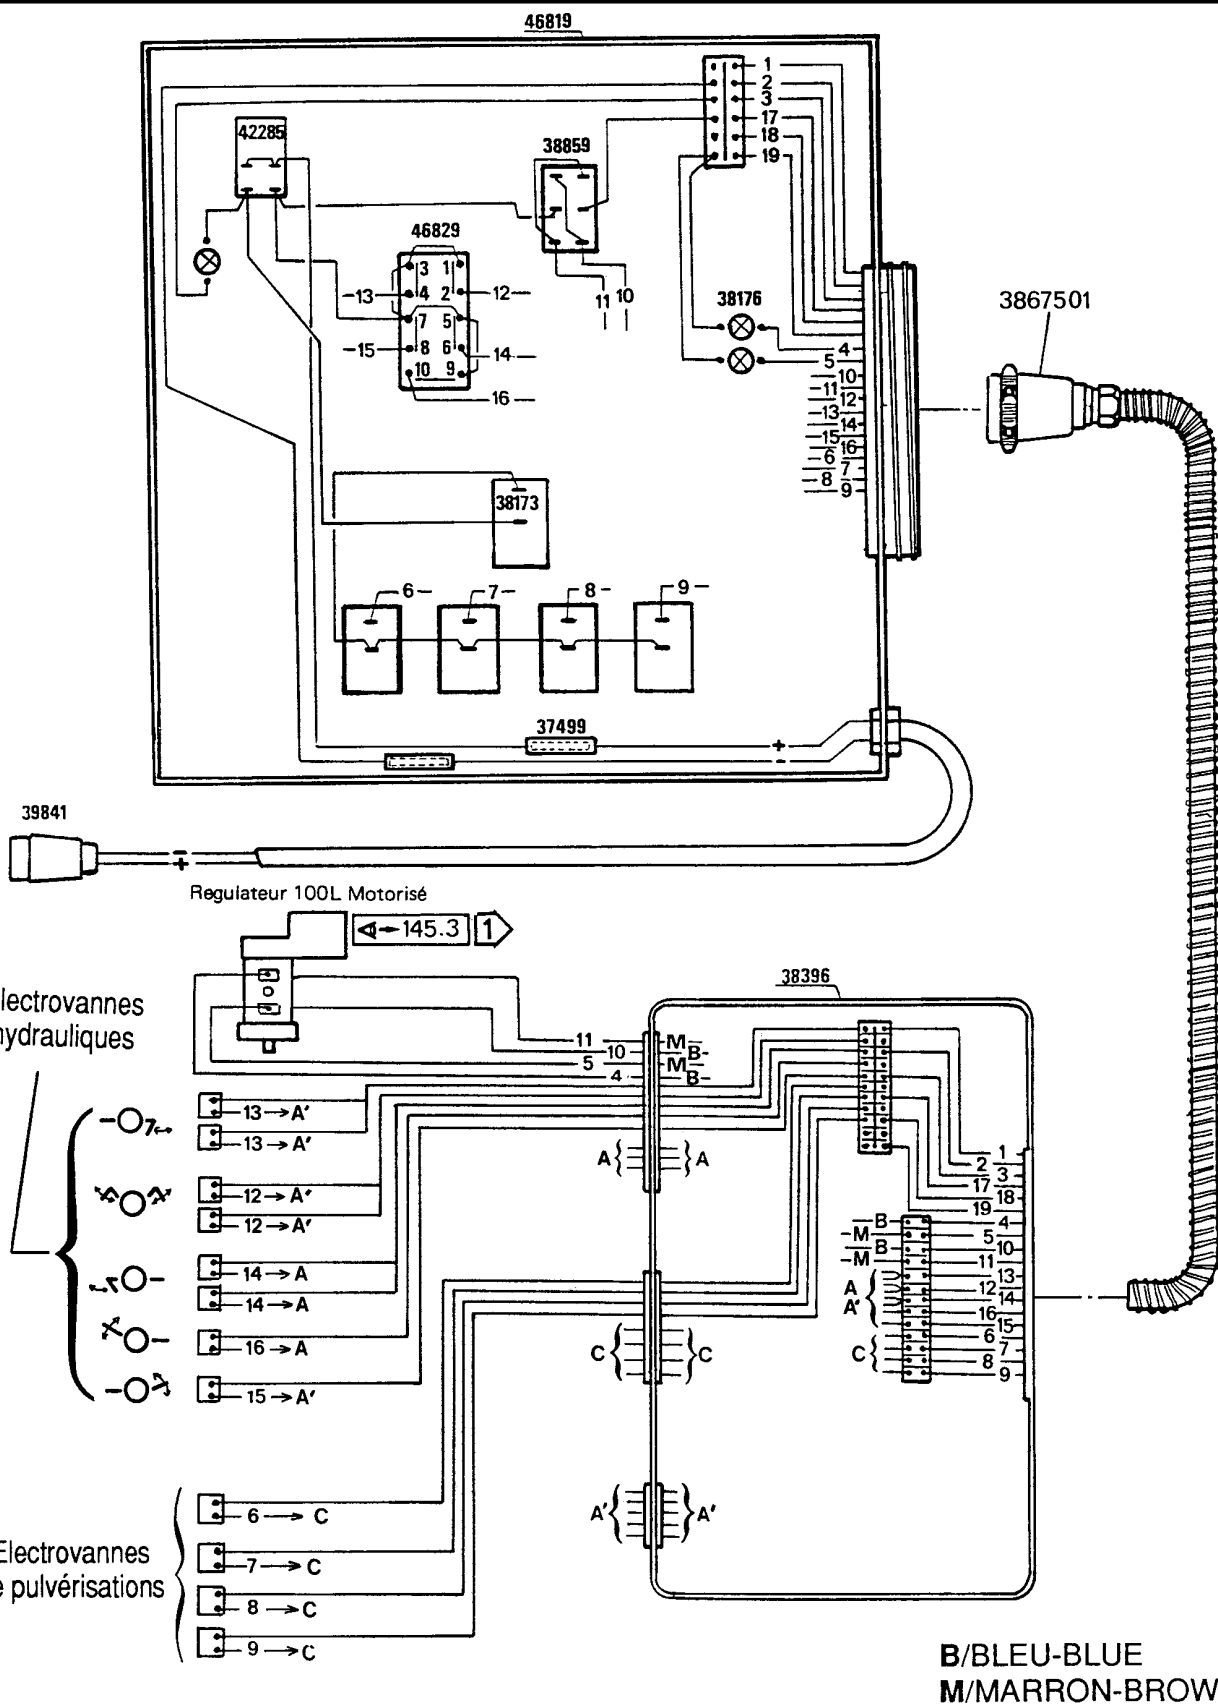 46819
1
2
3
17
18
19
42285
38859
46829
3 1
13 4 2 12
7 5
15 8 6 14
10 9
16
11 10
38176
4
5
10
11
12
13
14
15
16
6
7
8
9
3867501
38173
6
7
8
9
37499
+
-
39841
-
+
Regulateur 100L Motorisé
145.3 1
lectrovannes
hydrauliques
38396
11 M
10 B
5 M
4 B
13 → A'
13 → A'
12 → A'
12 → A'
14 → A
14 → A
16 → A
15 → A'
7
A A
C C
A' A'
1
2
3
17
18
19
B 4
M 5
B 10
M 11
13
A 12
A' 14
16
15
C 6
7
8
9
6 → C
7 → C
8 → C
9 → C
Electrovannes
e pulvérisations
B/BLEU-BLUE
M/MARRON-BROW